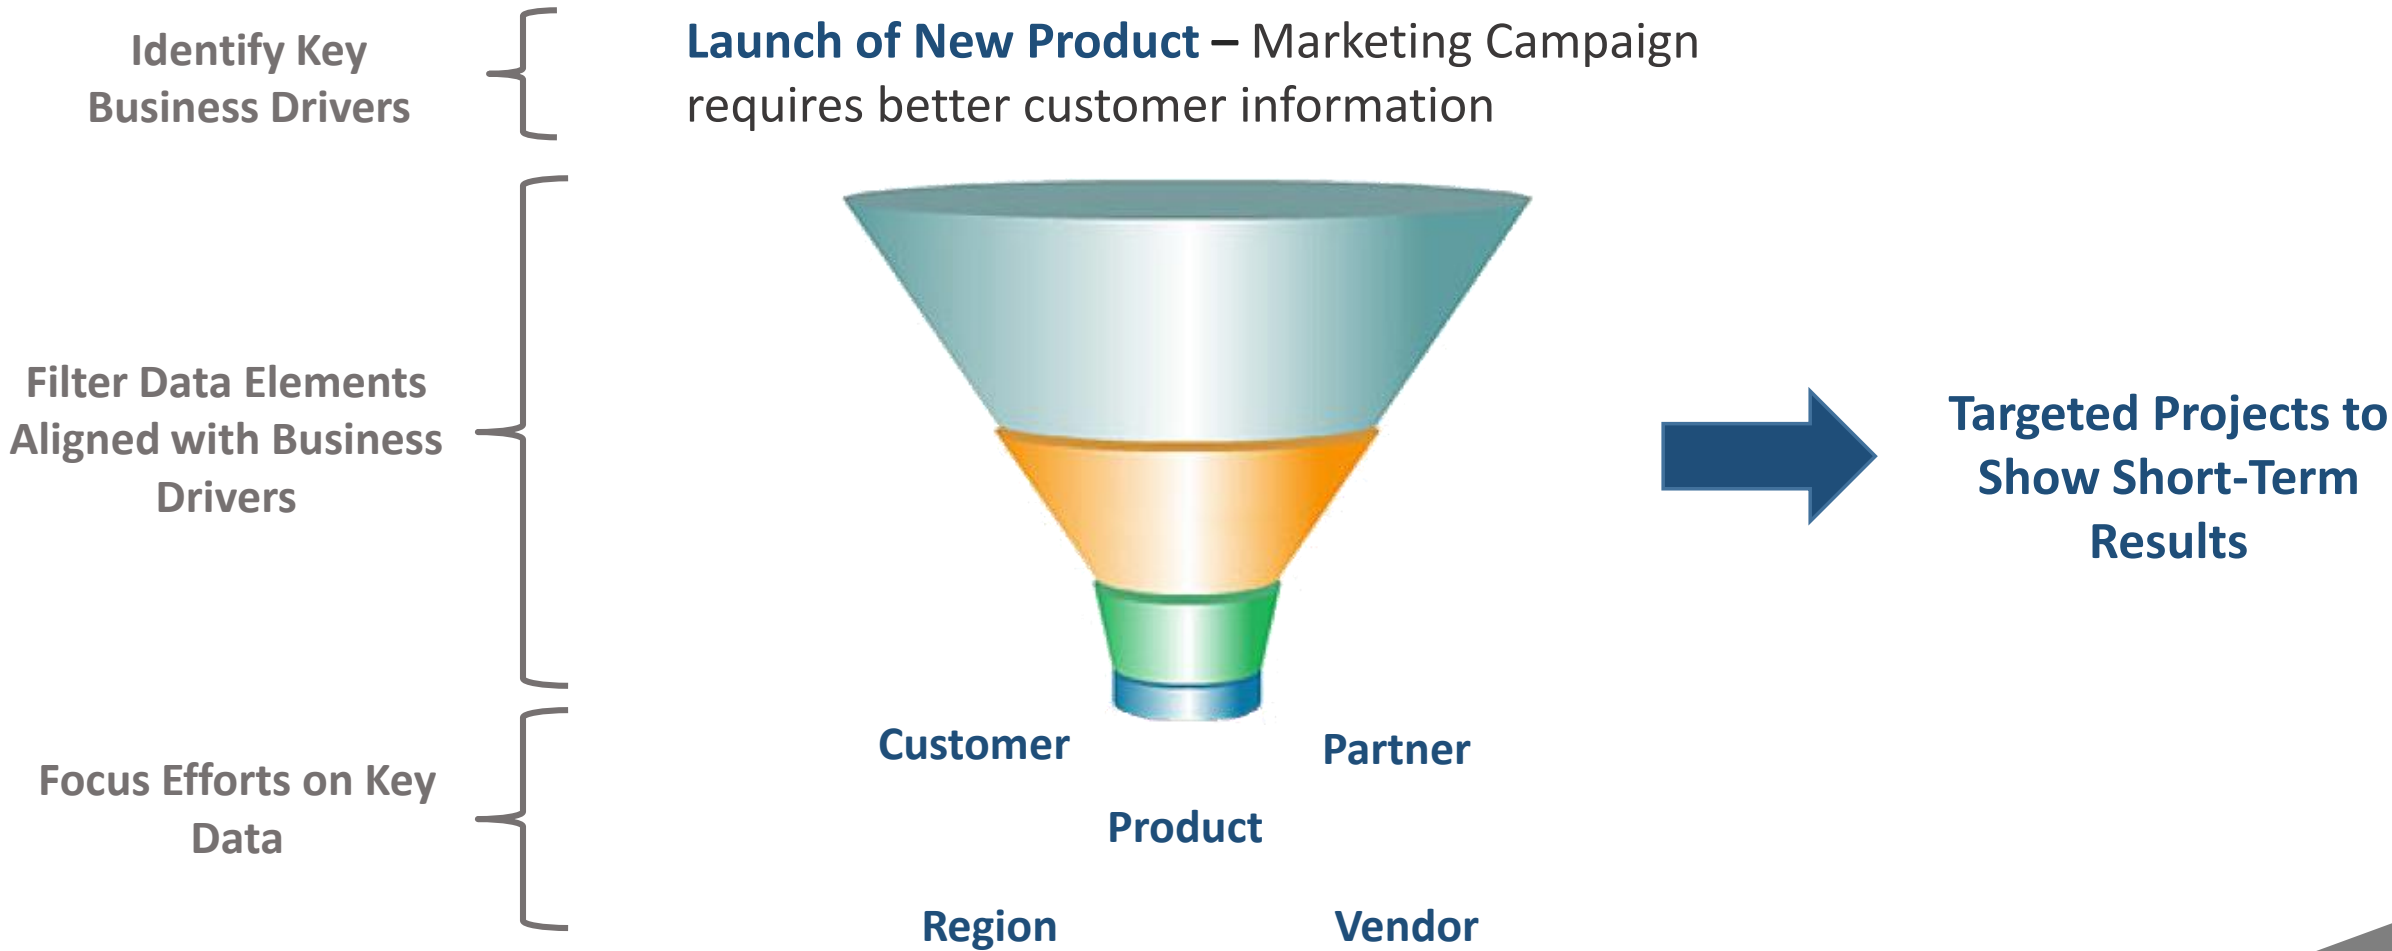 Identify Key
Business Drivers
Launch of New Product – Marketing Campaign
requires better customer information
Filter Data Elements
Aligned with Business
Drivers
Targeted Projects to
Show Short-Term
Results
Focus Efforts on Key
Data
Customer
Partner
Product
Region
Vendor